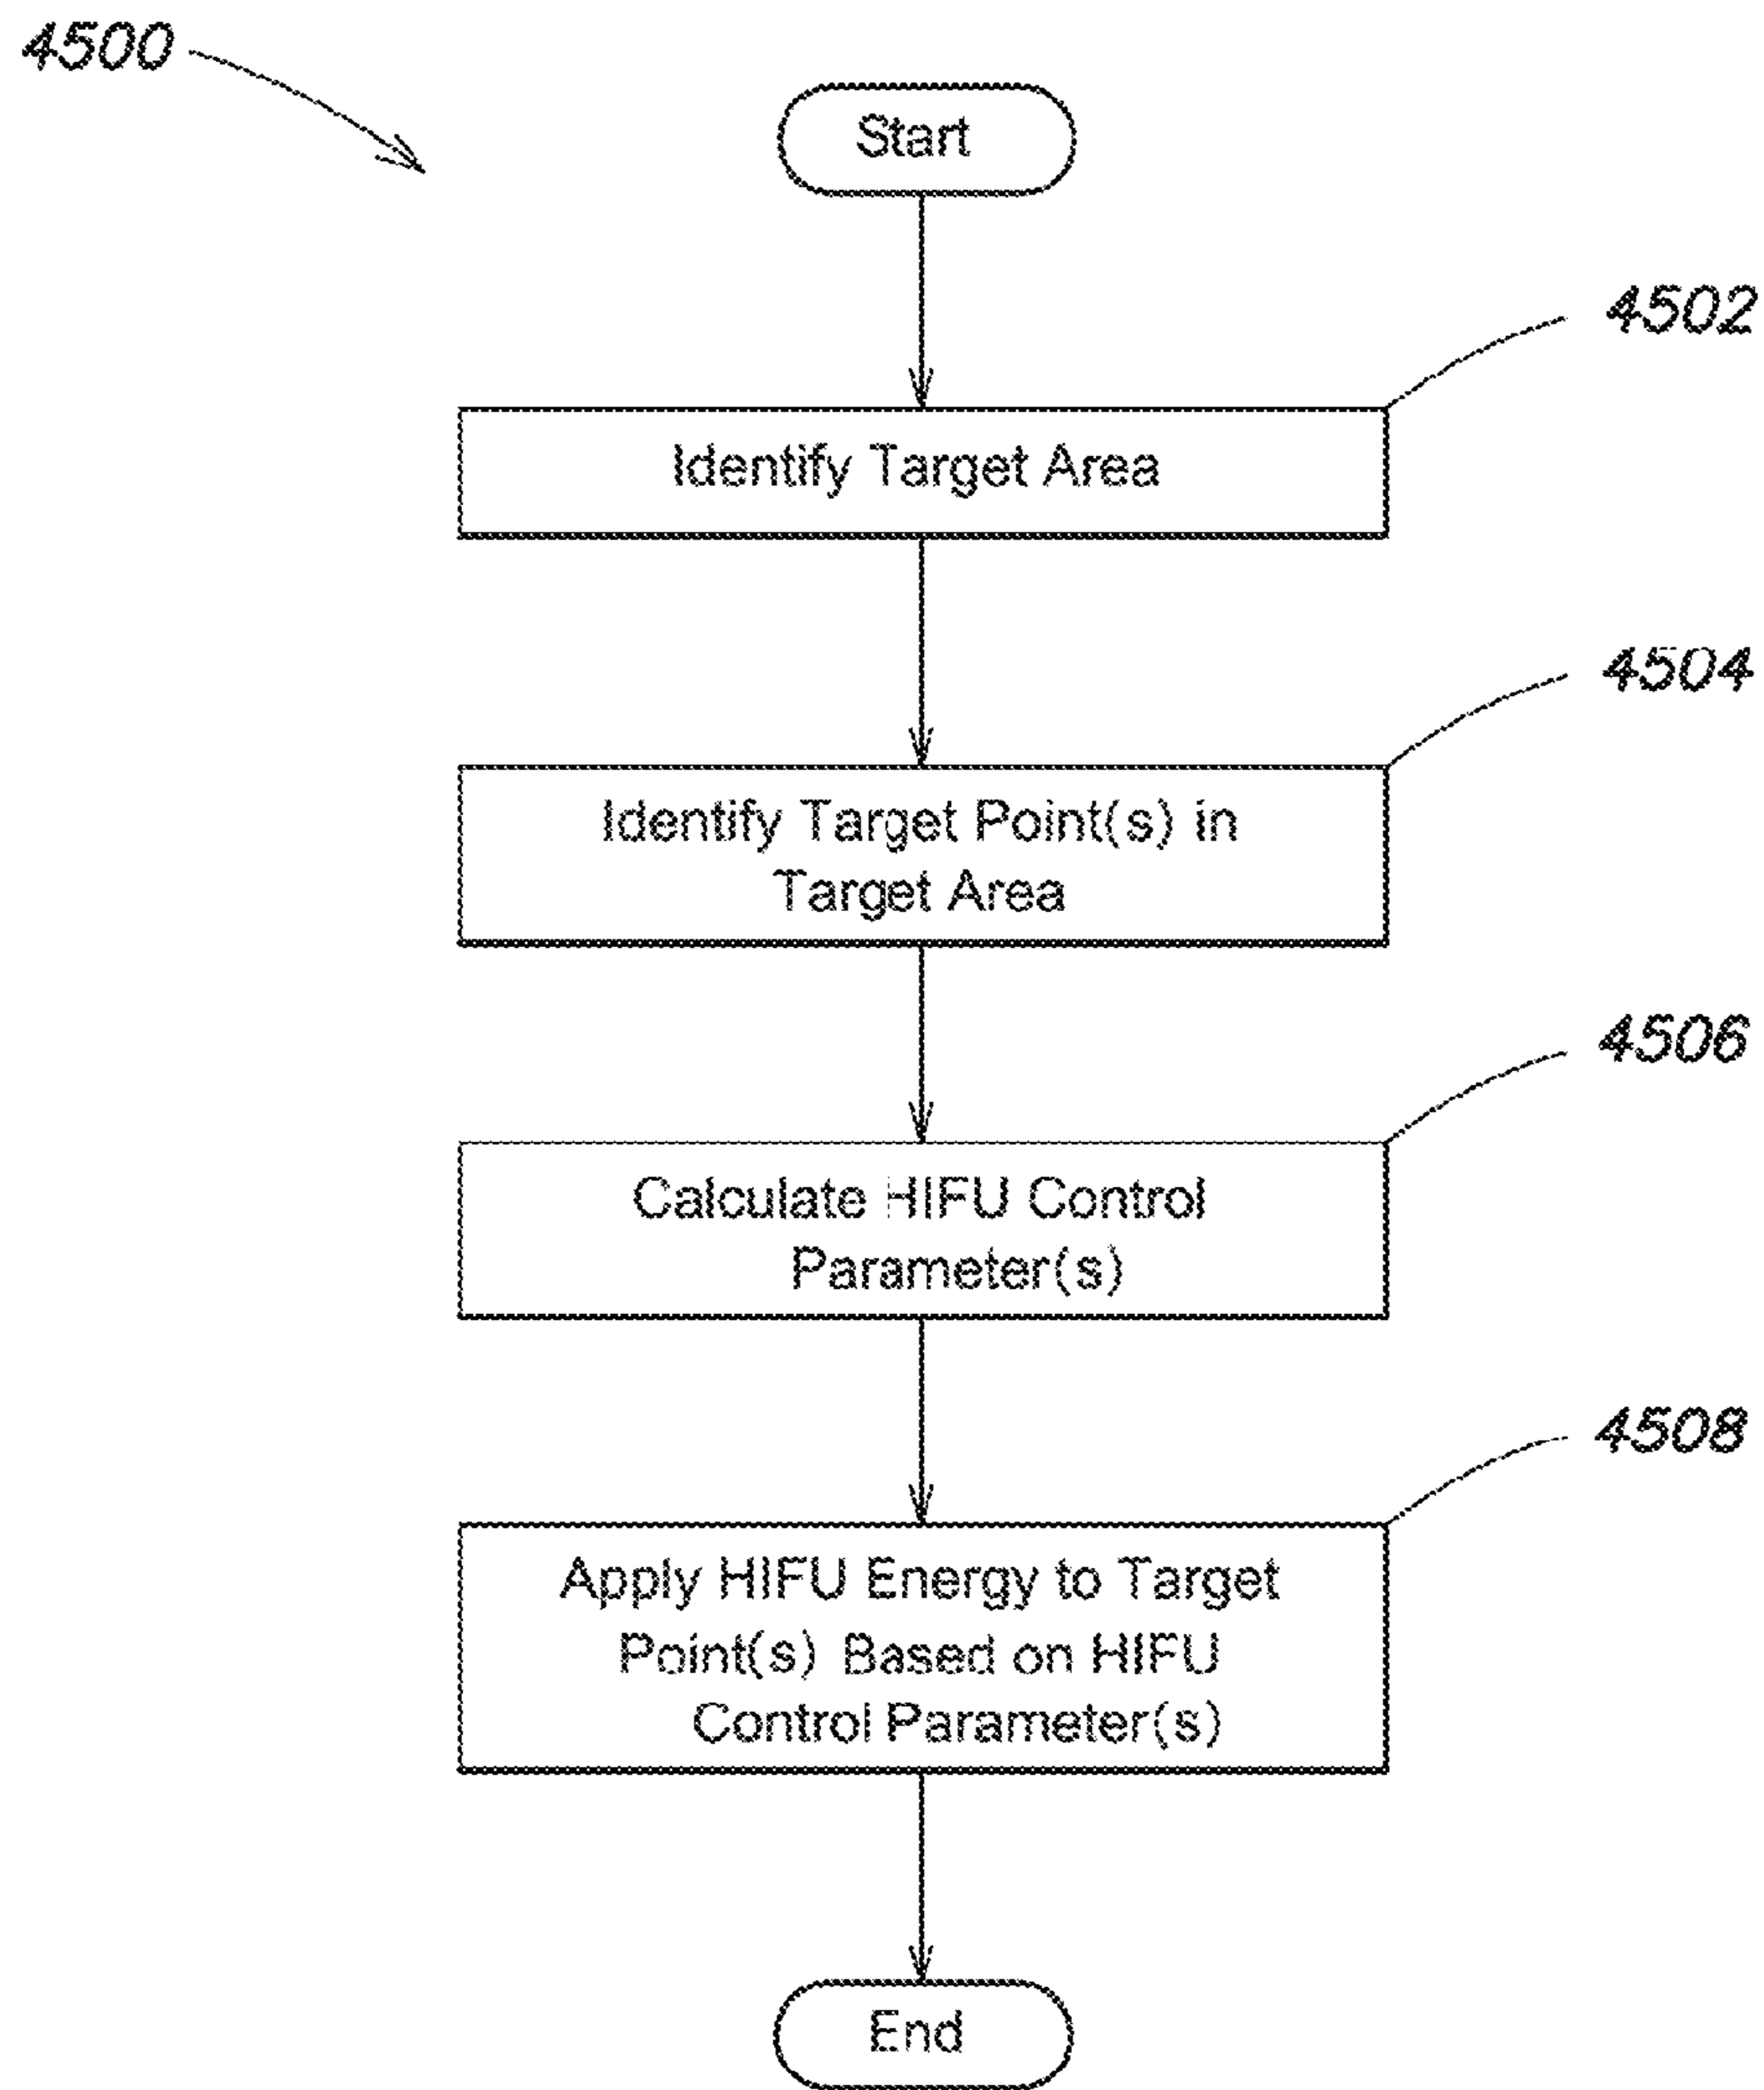 4500
Start
4502
Identify Target Area
4504
Identify Target Point(s) in
Target Area
4506
Calculate HIFU Control
Parameter(s)
4508
Apply HIFU Energy to Target
Point(s) Based on HIFU
Control Parameter(s)
End